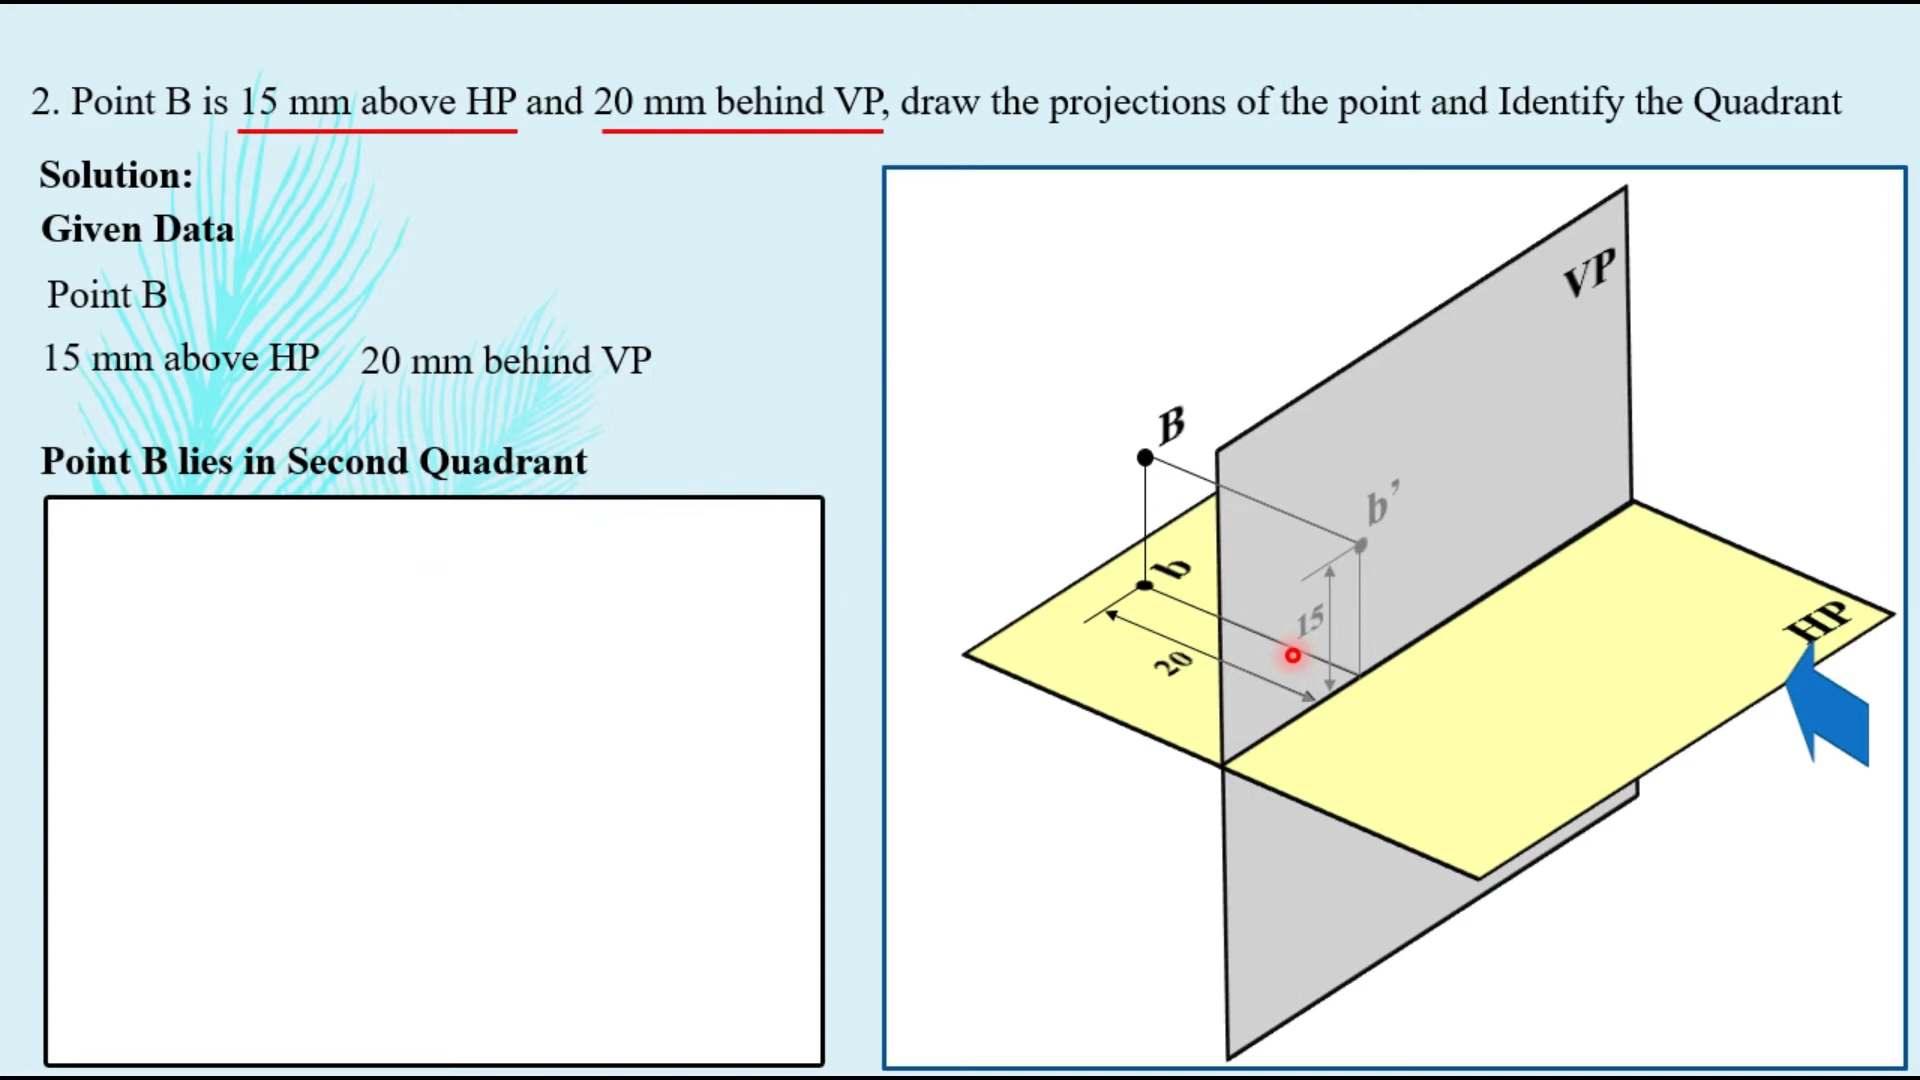 2. Point B is 15 mm above HP and 20 mm behind VP, draw the projections of the point and Identify the Quadrant
Solution:
Given Data
Point B
15 mm above HP 20 mm behind VP
Point B lies in Second Quadrant
VP
B
b’
b
15
20
HP